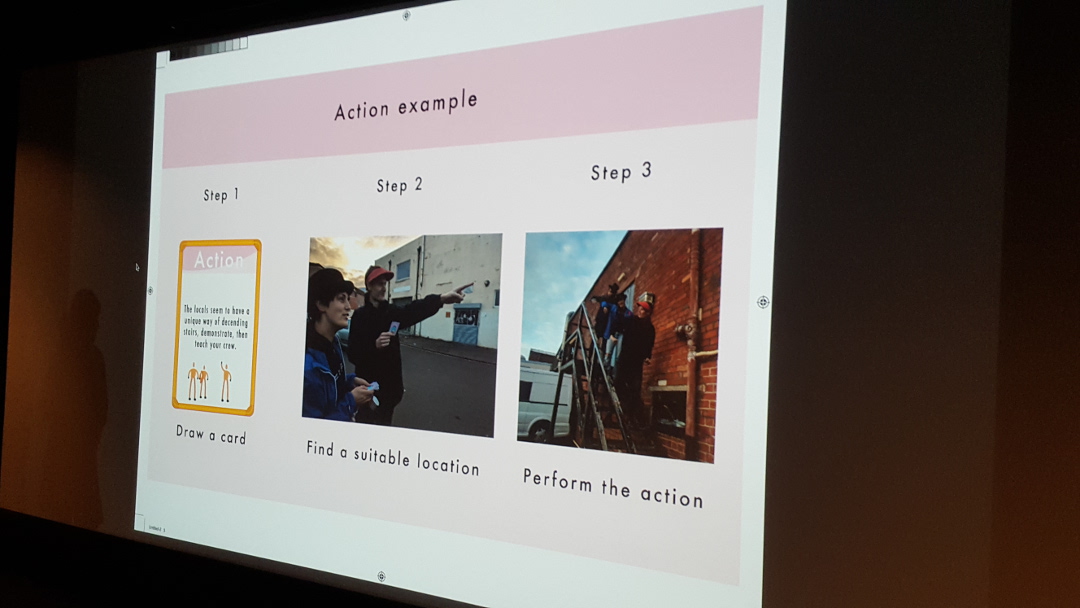 Action example
Step 1
Step 2
Step 3
Action
The locals seem to have a
unique way of decending
stairs, demonstrate, then
teach your crew.
Draw a card
Find a suitable location
Perform the action